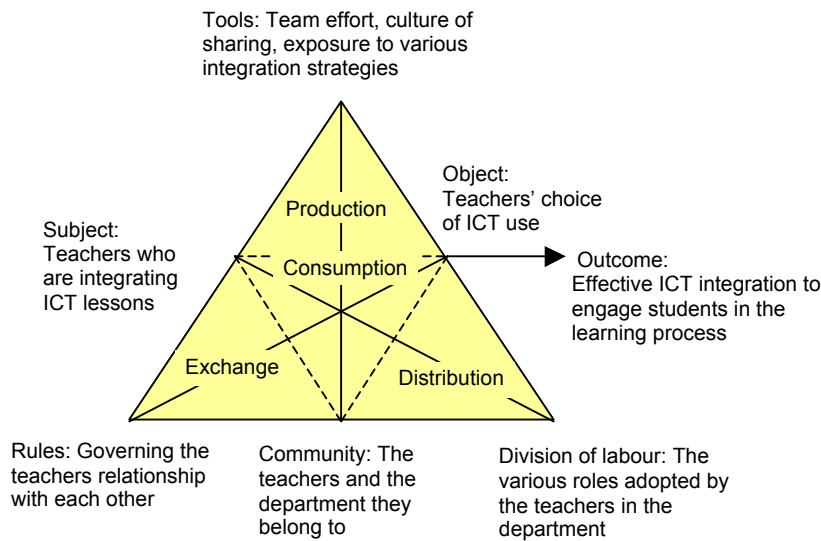 Tools: Team effort, culture of
sharing, exposure to various
integration strategies
Object:
Teachers' choice
of ICT use
Production
Subject:
Teachers who
are integrating
ICT lessons
Consumption
Outcome:
Effective ICT integration to
engage students in the
learning process
Exchange
Distribution
Rules: Governing the
teachers relationship
with each other
Community: The
teachers and the
department they
belong to
Division of labour: The
various roles adopted by
the teachers in the
department